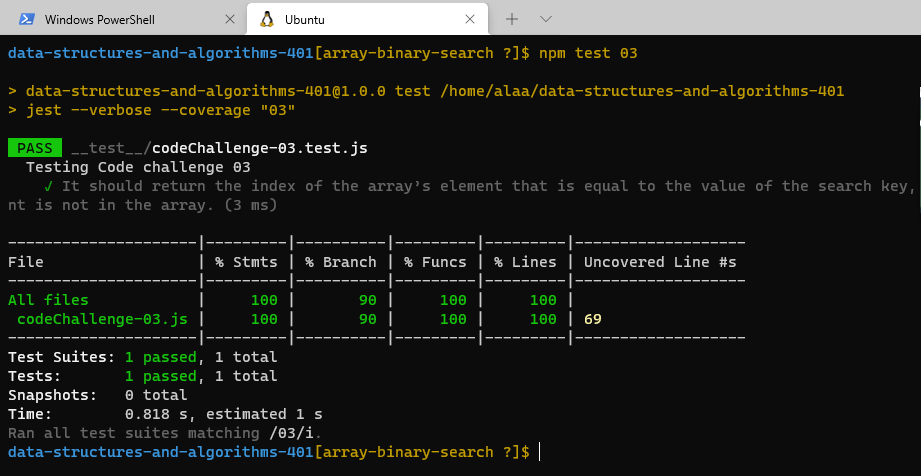 Windows PowerShell
Ubuntu
data-structures-and-algorithms-401[array-binary-search ?]$ npm test 03
> data-structures-and-algorithms-401@1.0.0 test /home/alaa/data-structures-and-algorithms-401
> jest --verbose --coverage "03"
PASS __test__/codeChallenge-03.test.js
Testing Code challenge 03
√ It should return the index of the array’s element that is equal to the value of the search key,
nt is not in the array. (3 ms)
---------------------|---------|----------|---------|---------|-------------------
File | % Stmts | % Branch | % Funcs | % Lines | Uncovered Line #s
---------------------|---------|----------|---------|---------|-------------------
All files | 100 | 90 | 100 | 100 |
codeChallenge-03.js | 100 | 90 | 100 | 100 | 69
---------------------|---------|----------|---------|---------|-------------------
Test Suites: 1 passed, 1 total
Tests: 1 passed, 1 total
Snapshots: 0 total
Time: 0.818 s, estimated 1 s
Ran all test suites matching /03/i.
data-structures-and-algorithms-401[array-binary-search ?]$